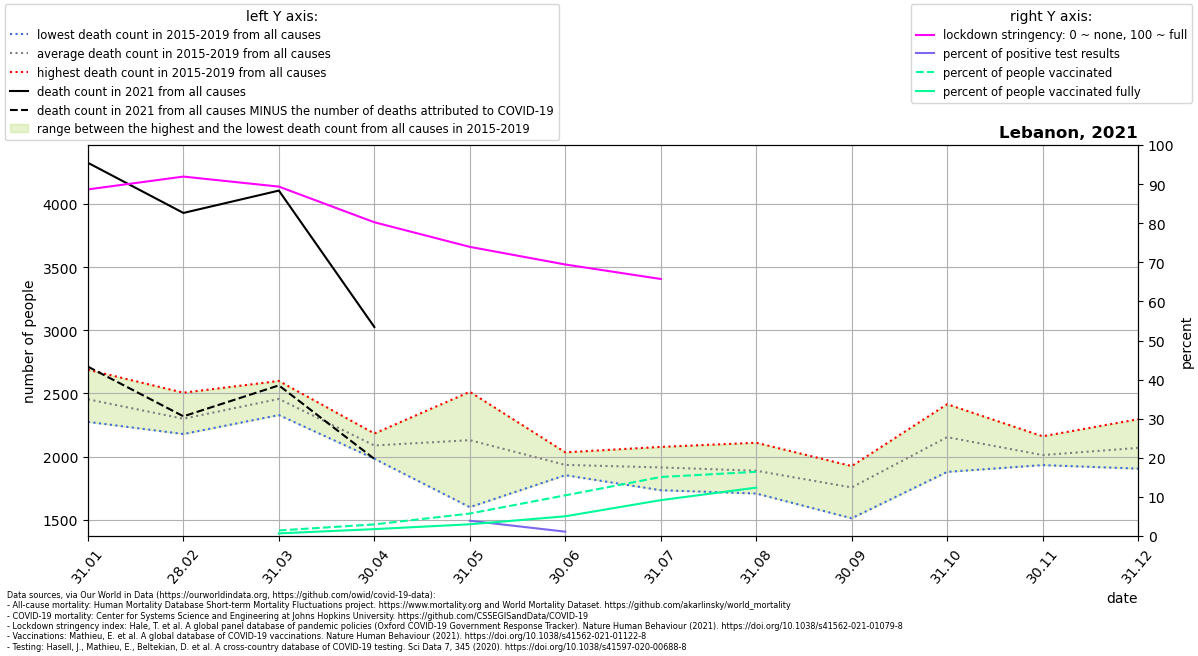 left Y axis:
lowest death count in 2015-2019 from all causes
average death count in 2015-2019 from all causes
highest death count in 2015-2019 from all causes
death count in 2021 from all causes
death count in 2021 from all causes MINUS the number of deaths attributed to COVID-19
range between the highest and the lowest death count from all causes in 2015-2019
right Y axis:
lockdown stringency: 0 ~ none, 100 ~ full
percent of positive test results
percent of people vaccinated
percent of people vaccinated fully
Lebanon, 2021
number of people
4000
3500
3000
2500
2000
1500
100
90
80
70
60
50
40
30
20
10
0
percent
31.01
28.02
31.03
30.04
31.05
30.06
31.07
31.08
30.09
31.10
30.11
31.12
date
Data sources, via Our World in Data (https://ourworldindata.org, https://github.com/owid/covid-19-data):
- All-cause mortality: Human Mortality Database Short-term Mortality Fluctuations project. https://www.mortality.org and World Mortality Dataset. https://github.com/akarlinsky/world_mortality
- COVID-19 mortality: Center for Systems Science and Engineering at Johns Hopkins University. https://github.com/CSSEGISandData/COVID-19
- Lockdown stringency index: Hale, T. et al. A global panel database of pandemic policies (Oxford COVID-19 Government Response Tracker). Nature Human Behaviour (2021). https://doi.org/10.1038/s41562-021-01079-8
- Vaccinations: Mathieu, E. et al. A global database of COVID-19 vaccinations. Nature Human Behaviour (2021). https://doi.org/10.1038/s41562-021-01122-8
- Testing: Hasell, J., Mathieu, E., Beltekian, D. et al. A cross-country database of COVID-19 testing. Sci Data 7, 345 (2020). https://doi.org/10.1038/s41597-020-00688-8